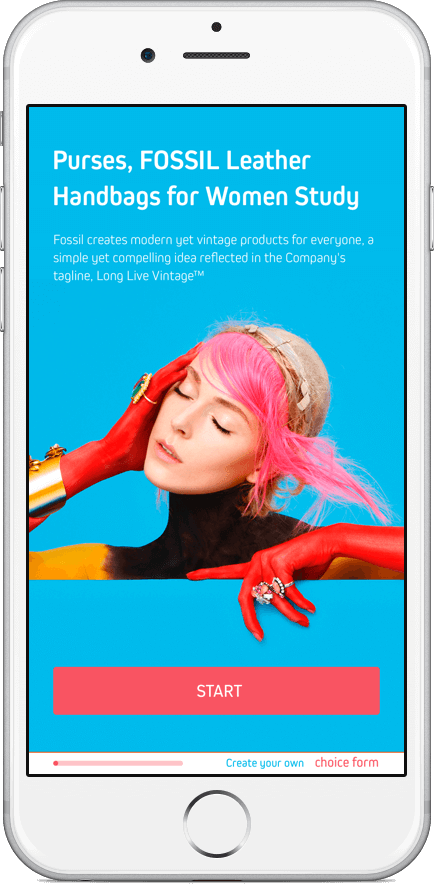 Purses, FOSSIL Leather
Handbags for Women Study
Fossil creates modern yet vintage products for everyone, a
simple yet compelling idea reflected in the Company's
tagline, Long Live Vintage™
START
Create your own choice form